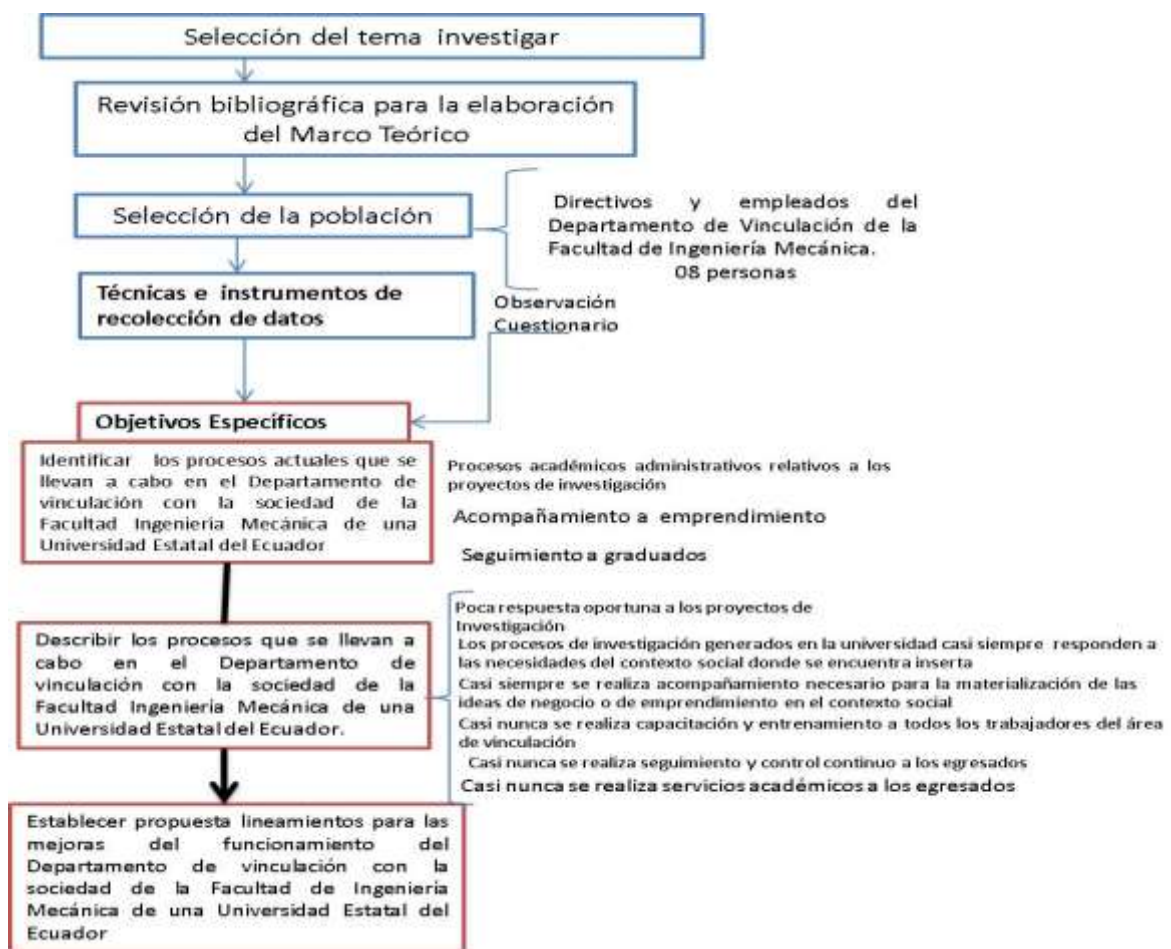 Selección del tema investigar
Revisión bibliográfica para la elaboración
del Marco Teórico
Selección de la población
Directivos y empleados del
Departamento de Vinculación de la
Facultad de Ingeniería Mecánica.
08 personas
Técnicas e instrumentos de
recolección de datos
Observación
Cuestionario
Objetivos Específicos
Identificar los procesos actuales que se
llevan a cabo en el Departamento de
vinculación con la sociedad de la
Facultad Ingeniería Mecánica de una
Universidad Estatal del Ecuador
Procesos académicos administrativos relativos a los
proyectos de investigación
Acompañamiento a emprendimiento
Seguimiento a graduados
Describir los procesos que se llevan a
cabo en el Departamento de
vinculación con la sociedad de la
Facultad Ingeniería Mecánica de una
Universidad Estatal del Ecuador.
Poca respuesta oportuna a los proyectos de
Investigación
Los procesos de investigación generados en la universidad casi siempre responden a
las necesidades del contexto social donde se encuentra inserta
Casi siempre se realiza acompañamiento necesario para la materialización de las
ideas de negocio o de emprendimiento en el contexto social
Casi nunca se realiza capacitación y entrenamiento a todos los trabajadores del área
de vinculación
Casi nunca se realiza seguimiento y control continuo a los egresados
Casi nunca se realiza servicios académicos a los egresados
Establecer propuesta lineamientos para las
mejoras del funcionamiento del
Departamento de vinculación con la
sociedad de la Facultad de Ingeniería
Mecánica de una Universidad Estatal del
Ecuador